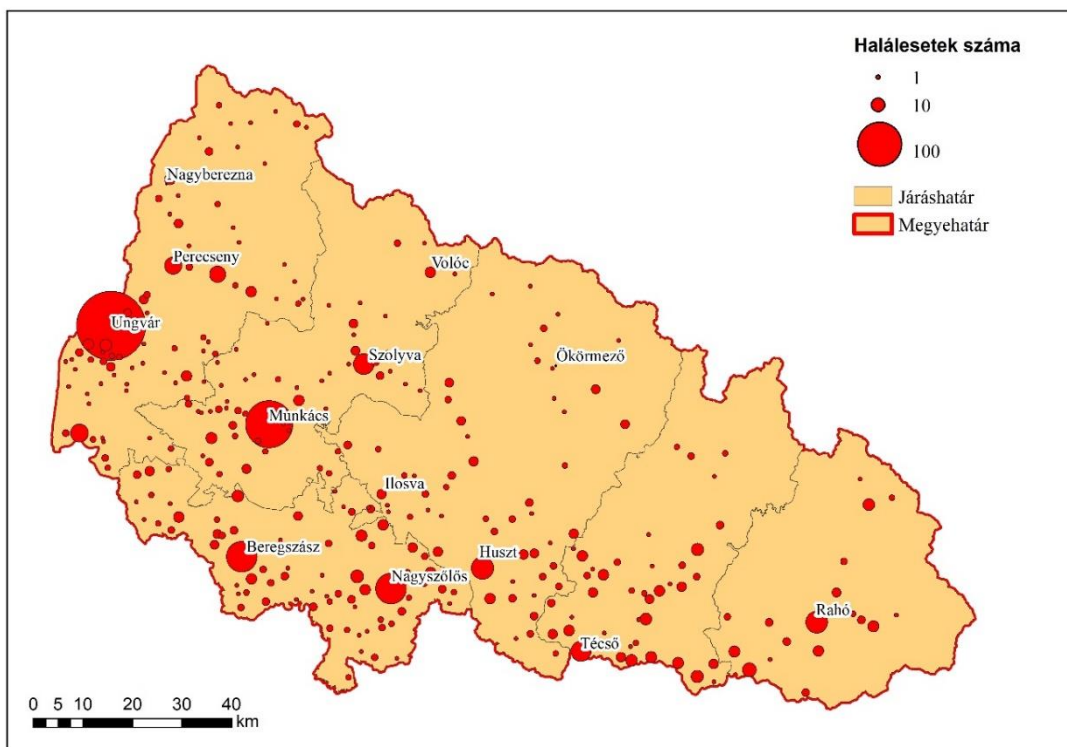 Halálesetek száma
1
10
100
Járáshatár
Megyehatár
Nagyberezna
Perecseny
Volóc
Ungvár
Szolyva
Ökörmező
Munkács
Ilosva
Beregszász
Huszt
Nagyszőlős
Rahó
Técső
0 5 10 20 30 40
km